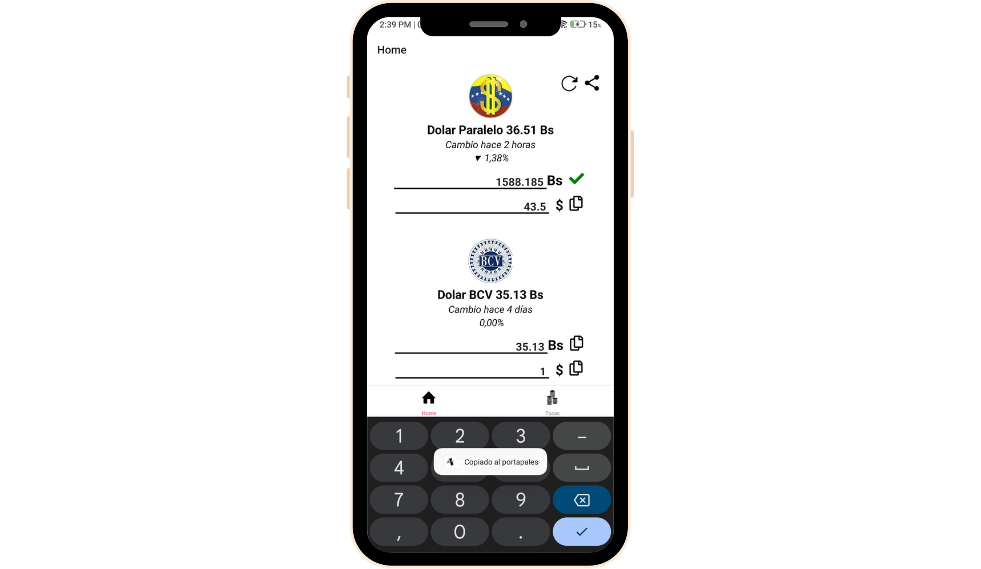 2:39 PM |
15%
Home
Dolar Paralelo 36.51 Bs
Cambio hace 2 horas
▼ 1,38%
1588.185 Bs
43.5 $
BCV
Dolar BCV 35.13 Bs
Cambio hace 4 días
0,00%
35.13 Bs
1 $
Home
Tasas
1 2 3 –
4
Copiado al portapales
7 8 9
, 0 .